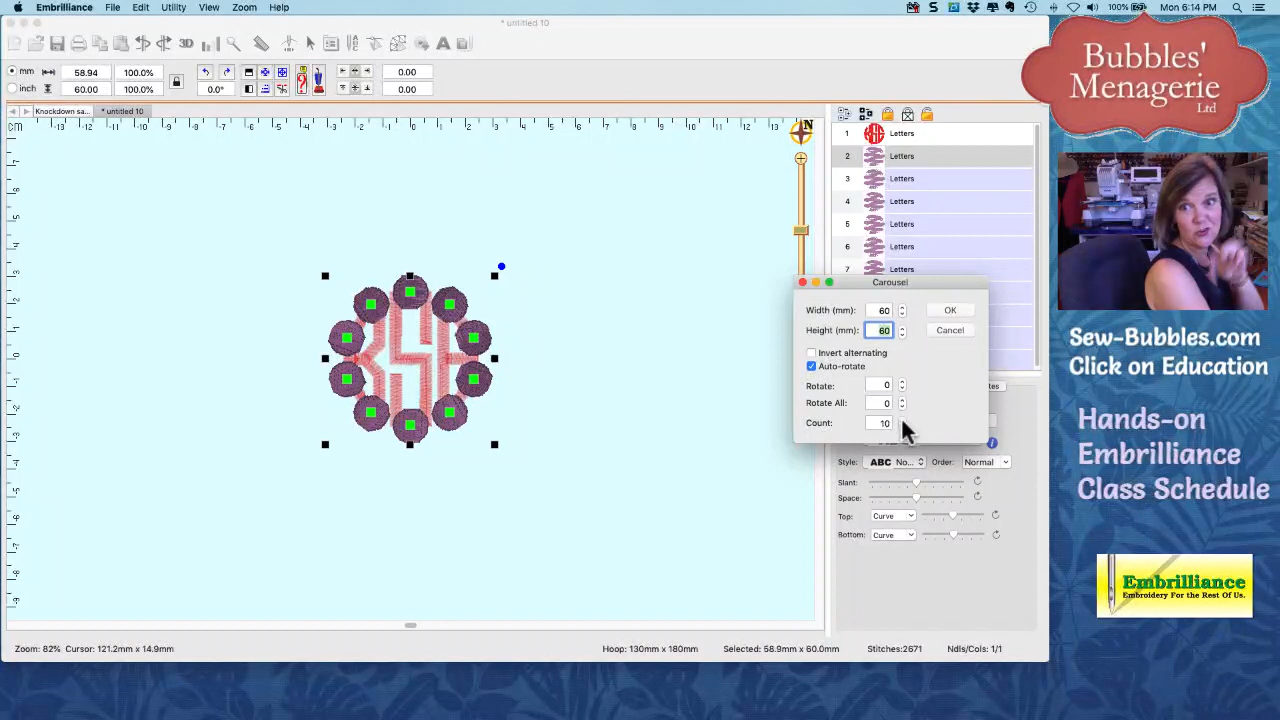 Embrilliance File Edit Utility View Zoom Help
100% Mon 6:14 PM
* untitled 10
3D
A
mm 58.94 100.0% 0.00
inch 60.00 100.0% 0.0° 0.00
Knockdown sa... * untitled 10
N
1 Letters
2 Letters
3 Letters
4 Letters
5 Letters
6 Letters
7 Letters
Carousel
Width (mm): 60 OK
Height (mm): 60 Cancel
Invert alternating
Auto-rotate
Rotate: 0
Rotate All: 0
Count: 10
Style: ABC No... Order: Normal
Slant:
Space:
Top: Curve
Bottom: Curve
Zoom: 82% Cursor: 121.2mm x 14.9mm Hoop: 130mm x 180mm Selected: 58.9mm x 60.0mm Stitches:2671 Ndls/Cols: 1/1
Bubbles'
Menagerie
Ltd
Sew-Bubbles.com
Click on Education
Hands-on
Embrilliance
Class Schedule
Embrilliance
Embroidery For the Rest Of Us.